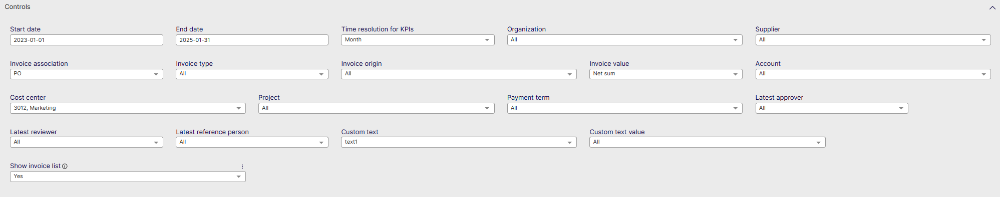 Controls
Start date End date Time resolution for KPIs Organization Supplier
2023-01-01 2025-01-31 Month All All
Invoice association Invoice type Invoice origin Invoice value Account
PO All All Net sum All
Cost center Project Payment term Latest approver
3012, Marketing All All All
Latest reviewer Latest reference person Custom text Custom text value
All All text1 All
Show invoice list
Yes